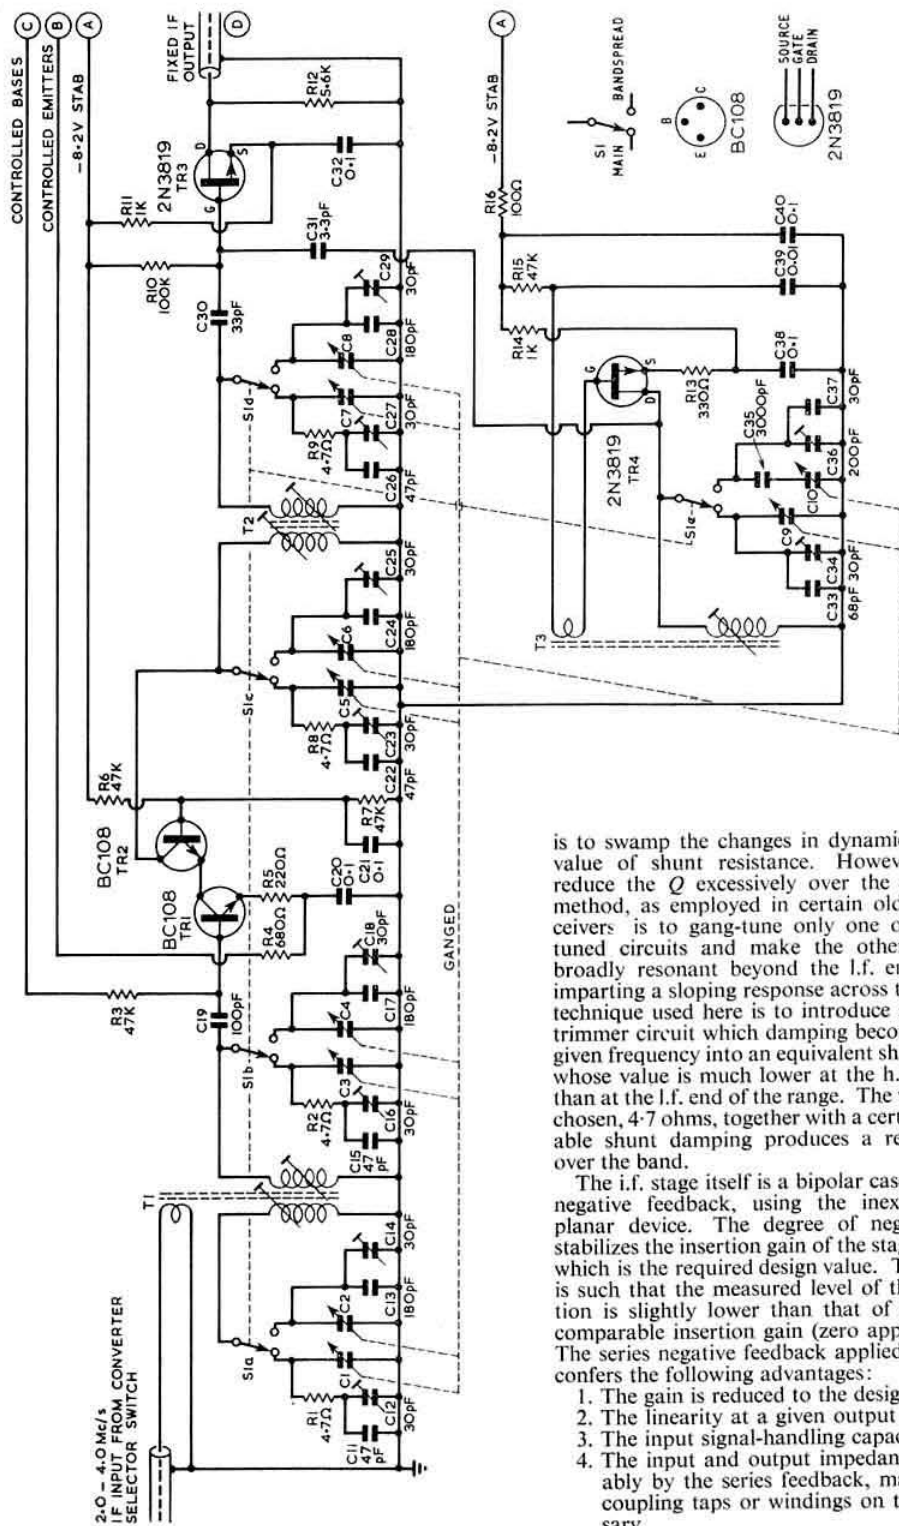 C
CONTROLLED BASES
B
CONTROLLED EMITTERS
A
-8·2V STAB
FIXED IF
OUTPUT
D
R12
5·6K
2N3819
TR3
D
S
G
C32
0·1
R11
1K
R10
100K
C31
3·3pF
C30
33pF
C29
30pF
C28
180pF
C8
C7
C27
30pF
R9
4·7Ω
C26
47pF
S1d
T2
C25
30pF
C24
180pF
C6
C5
C23
30pF
R8
4·7Ω
C22
47pF
S1c
R6
47K
BC108
TR2
R7
47K
C21
0·1
C20
0·1
R5
220Ω
R4
680Ω
BC108
TR1
R3
47K
C19
100pF
C18
30pF
C17
180pF
C4
C3
C16
30pF
R2
4·7Ω
C15
47
pF
S1b
T1
C14
30pF
C13
180pF
C2
C1
C12
30pF
R1
4·7Ω
C11
47
pF
S1a
GANGED
2·0 – 4·0 Mc/s
IF INPUT FROM CONVERTER
SELECTOR SWITCH
A
-8·2V STAB
R16
100Ω
R15
47K
R14
1K
C40
0·1
C39
0·01
C38
0·1
R13
330Ω
G
S
D
2N3819
TR4
C35
3000pF
C37
30pF
C36
200pF
C10
C9
C34
30pF
C33
68pF
S1e
T3
S1
MAIN
BANDSPREAD
B
E
C
BC108
SOURCE
GATE
DRAIN
2N3819
is to swamp the changes in dynamic
value of shunt resistance. Howev
reduce the Q excessively over the
method, as employed in certain old
ceivers is to gang-tune only one o
tuned circuits and make the other
broadly resonant beyond the l.f. en
imparting a sloping response across t
technique used here is to introduce
trimmer circuit which damping beco
given frequency into an equivalent sh
whose value is much lower at the h.
than at the l.f. end of the range. The
chosen, 4·7 ohms, together with a cert
able shunt damping produces a re
over the band.
The i.f. stage itself is a bipolar cas
negative feedback, using the inex
planar device. The degree of neg
stabilizes the insertion gain of the stag
which is the required design value. T
is such that the measured level of th
tion is slightly lower than that of
comparable insertion gain (zero app
The series negative feedback applied
confers the following advantages:
1. The gain is reduced to the desig
2. The linearity at a given output
3. The input signal-handling capac
4. The input and output impedan
ably by the series feedback, ma
coupling taps or windings on t
sary.